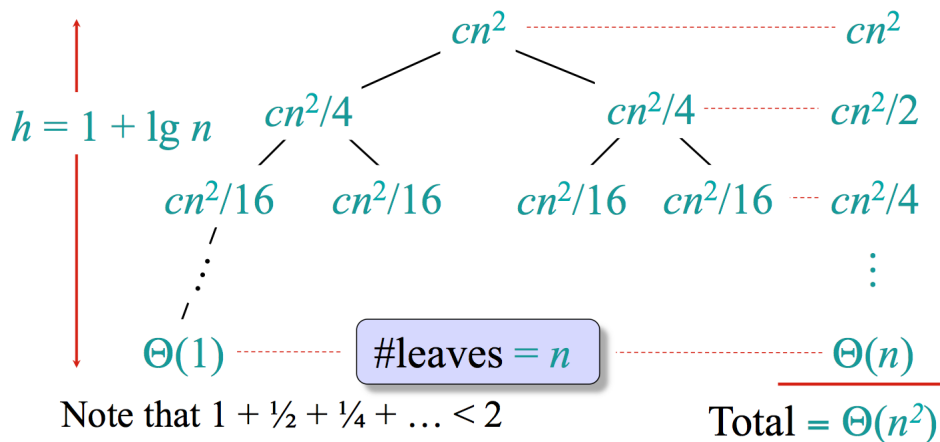 cn² cn²
h = 1 + lg n cn²/4 cn²/4 cn²/2
cn²/16 cn²/16 cn²/16 cn²/16 cn²/4
⋮
Θ(1) #leaves = n Θ(n)
Note that 1 + ½ + ¼ + … < 2
Total = Θ(n²)